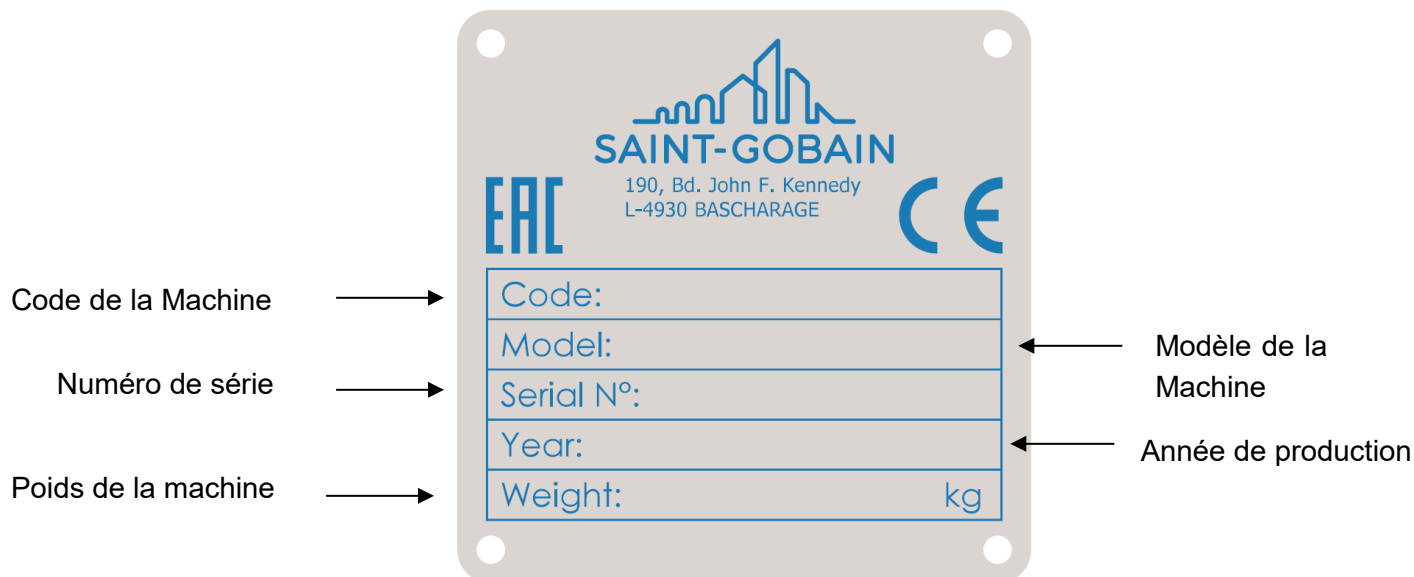 SAINT-GOBAIN
190, Bd. John F. Kennedy
L-4930 BASCHARAGE
EAC
CE
Code de la Machine
Code:
Model:
Modèle de la
Machine
Numéro de série
Serial N°:
Year:
Année de production
Poids de la machine
Weight: kg